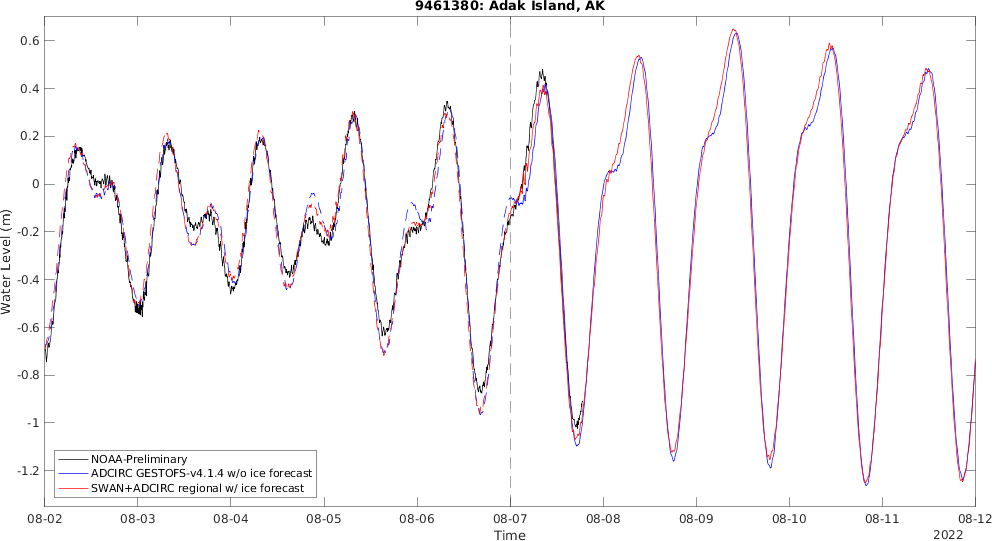 9461380: Adak Island, AK
0.6
0.4
0.2
0
-0.2
-0.4
-0.6
-0.8
-1
-1.2
Water Level (m)
NOAA-Preliminary
ADCIRC GESTOFS-v4.1.4 w/o ice forecast
SWAN+ADCIRC regional w/ ice forecast
08-02 08-03 08-04 08-05 08-06 08-07 08-08 08-09 08-10 08-11 08-12
Time
2022